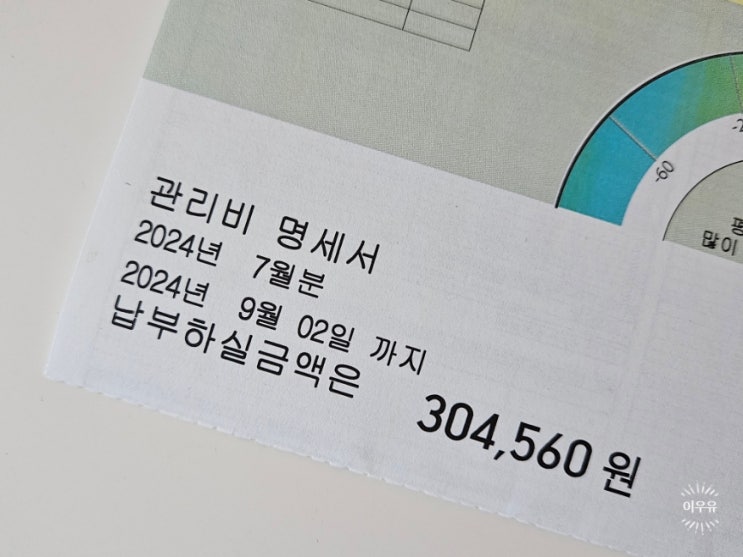 -60
많이
관리비 명세서
2024년 7월분
2024년 9월 02일 까지
납부하실금액은 304,560 원
이우유